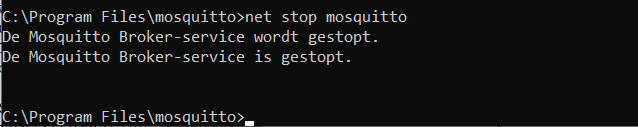 C:\Program Files\mosquitto>net stop mosquitto
De Mosquitto Broker-service wordt gestopt.
De Mosquitto Broker-service is gestopt.
C:\Program Files\mosquitto>